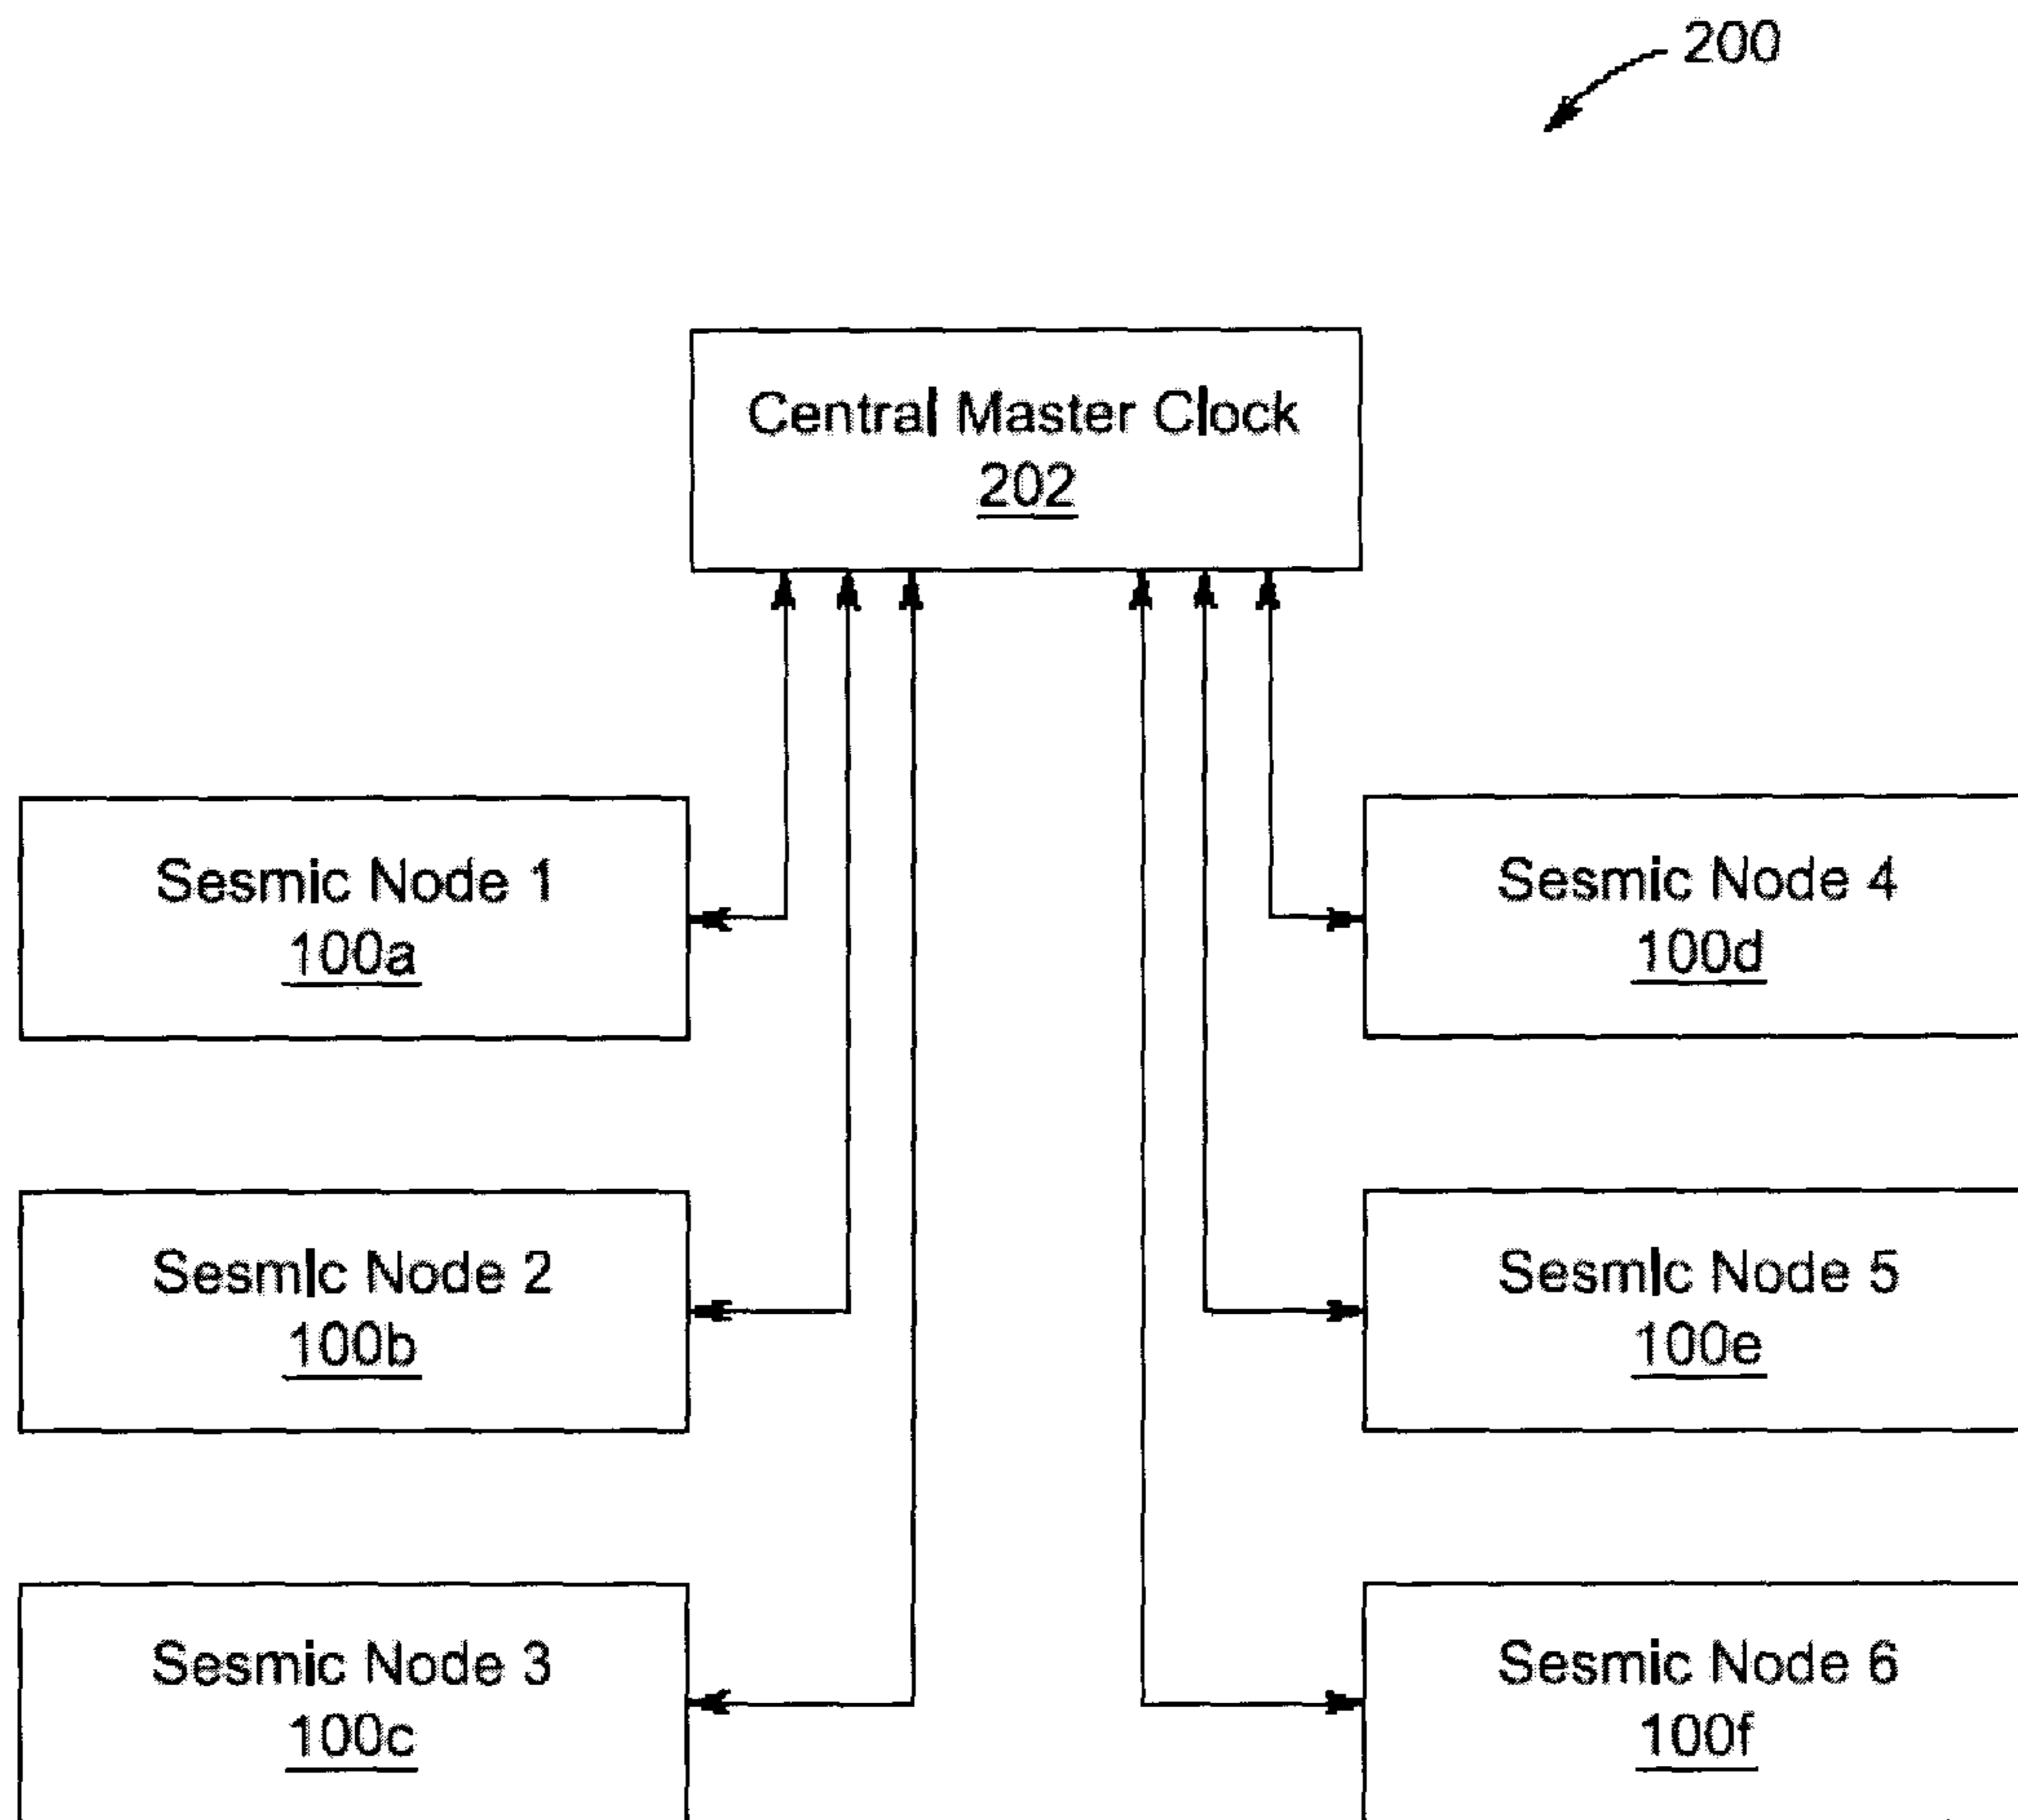 200
Central Master Clock
202
Sesmic Node 1
100a
Sesmic Node 4
100d
Sesmic Node 2
100b
Sesmic Node 5
100e
Sesmic Node 3
100c
Sesmic Node 6
100f